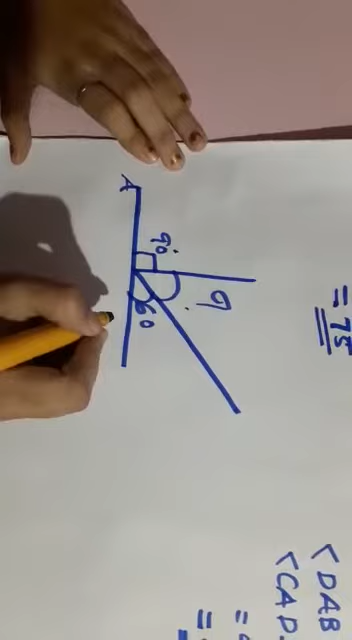 = 75
<DAB
<CAD
=
=
90°
60
A